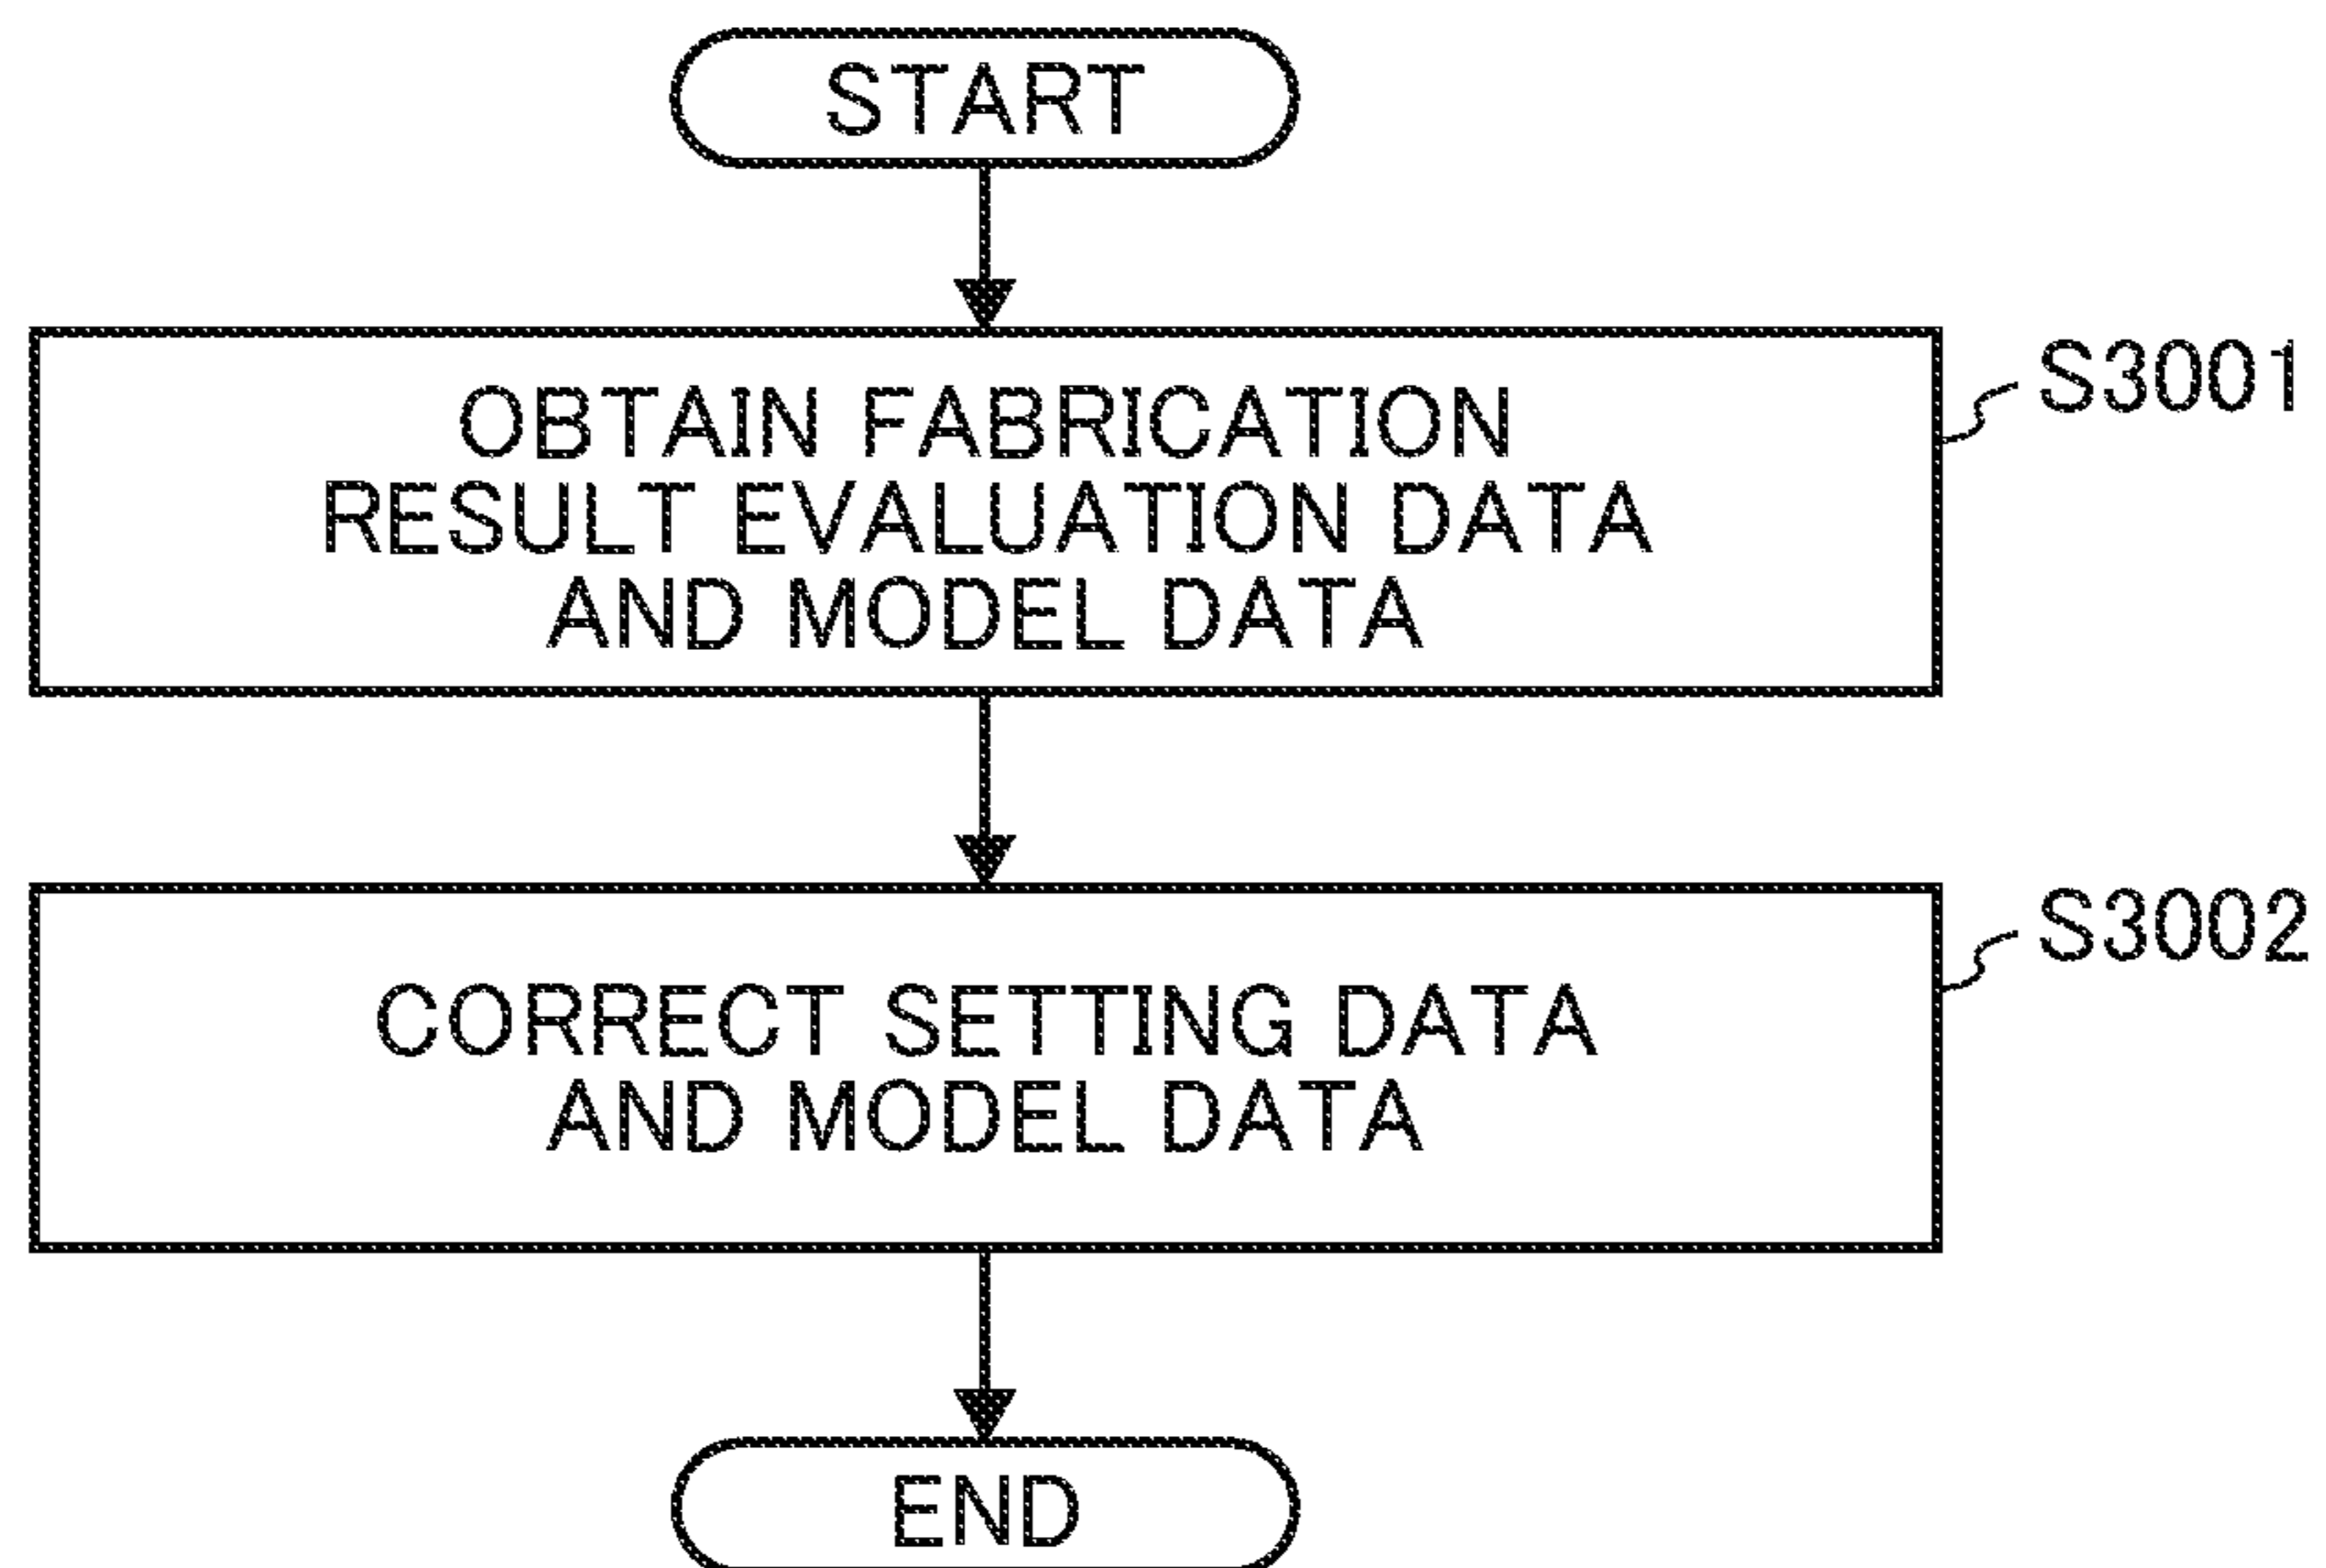 START
OBTAIN FABRICATION
RESULT EVALUATION DATA
AND MODEL DATA
S3001
CORRECT SETTING DATA
AND MODEL DATA
S3002
END